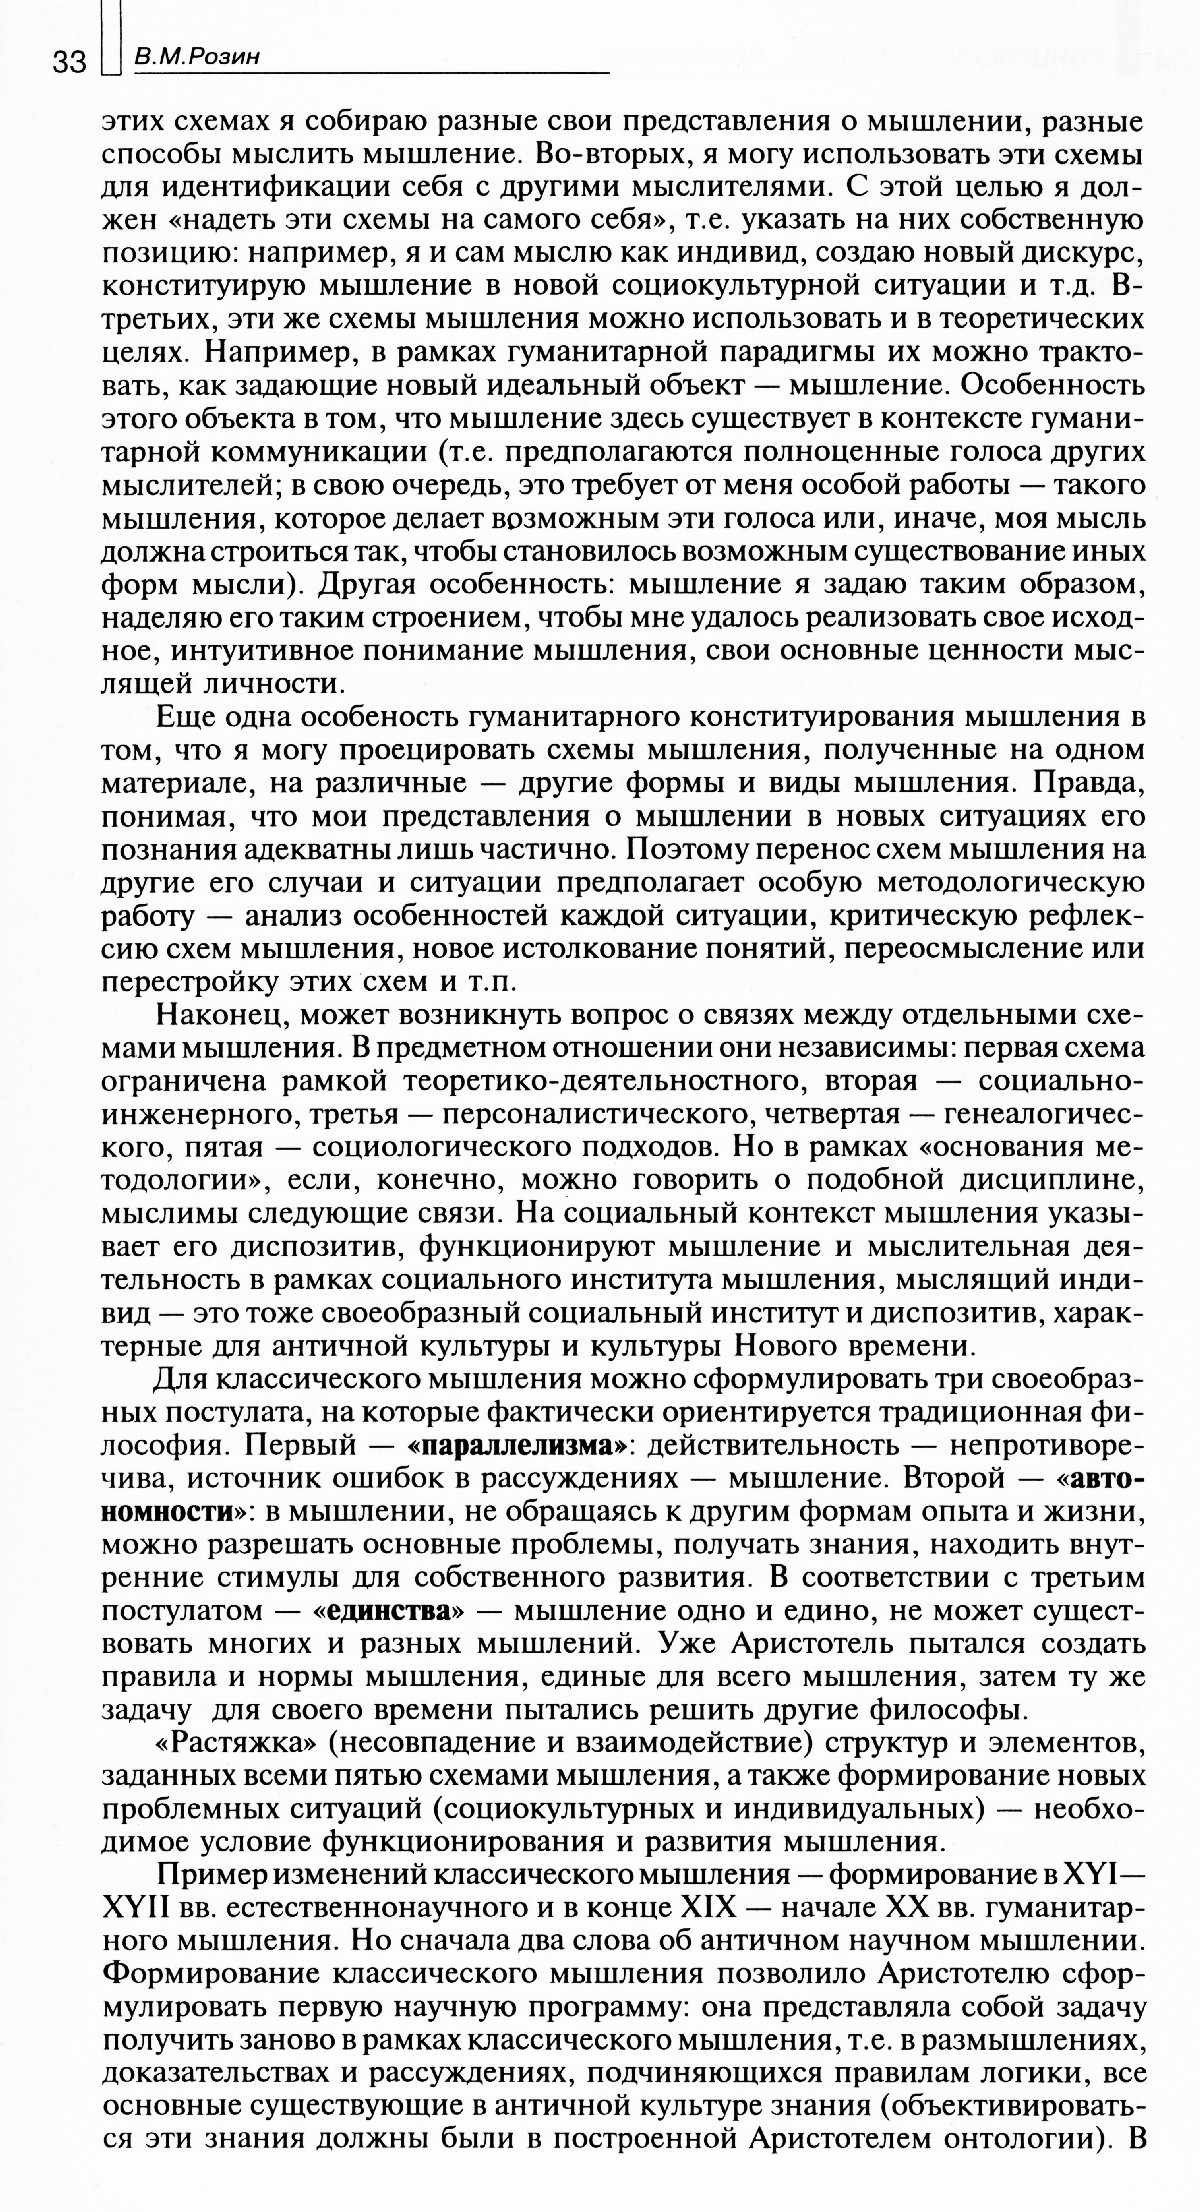 33
В.М.Розин
этих схемах я собираю разные свои представления о мышлении, разные
способы мыслить мышление. Во-вторых, я могу использовать эти схемы
для идентификации себя с другими мыслителями. С этой целью я дол-
жен «надеть эти схемы на самого себя», т.е. указать на них собственную
позицию: например, я и сам мыслю как индивид, создаю новый дискурс,
конституирую мышление в новой социокультурной ситуации и т.д. В-
третьих, эти же схемы мышления можно использовать и в теоретических
целях. Например, в рамках гуманитарной парадигмы их можно тракто-
вать, как задающие новый идеальный объект — мышление. Особенность
этого объекта в том, что мышление здесь существует в контексте гумани-
тарной коммуникации (т.е. предполагаются полноценные голоса других
мыслителей; в свою очередь, это требует от меня особой работы — такого
мышления, которое делает возможным эти голоса или, иначе, моя мысль
должна строиться так, чтобы становилось возможным существование иных
форм мысли). Другая особенность: мышление я задаю таким образом,
наделяю его таким строением, чтобы мне удалось реализовать свое исход-
ное, интуитивное понимание мышления, свои основные ценности мыс-
лящей личности.
Еще одна особеность гуманитарного конституирования мышления в
том, что я могу проецировать схемы мышления, полученные на одном
материале, на различные — другие формы и виды мышления. Правда,
понимая, что мои представления о мышлении в новых ситуациях его
познания адекватны лишь частично. Поэтому перенос схем мышления на
другие его случаи и ситуации предполагает особую методологическую
работу — анализ особенностей каждой ситуации, критическую рефлек-
сию схем мышления, новое истолкование понятий, переосмысление или
перестройку этих схем и т.п.
Наконец, может возникнуть вопрос о связях между отдельными схе-
мами мышления. В предметном отношении они независимы: первая схема
ограничена рамкой теоретико-деятельностного, вторая — социально-
инженерного, третья — персоналистического, четвертая — генеалогичес-
кого, пятая — социологического подходов. Но в рамках «основания ме-
тодологии», если, конечно, можно говорить о подобной дисциплине,
мыслимы следующие связи. На социальный контекст мышления указы-
вает его диспозитив, функционируют мышление и мыслительная дея-
тельность в рамках социального института мышления, мыслящий инди-
вид — это тоже своеобразный социальный институт и диспозитив, харак-
терные для античной культуры и культуры Нового времени.
Для классического мышления можно сформулировать три своеобраз-
ных постулата, на которые фактически ориентируется традиционная фи-
лософия. Первый — «параллелизма»: действительность — непротиворе-
чива, источник ошибок в рассуждениях — мышление. Второй — «авто-
номности»: в мышлении, не обращаясь к другим формам опыта и жизни,
можно разрешать основные проблемы, получать знания, находить внут-
ренние стимулы для собственного развития. В соответствии с третьим
постулатом — «единства» — мышление одно и едино, не может сущест-
вовать многих и разных мышлений. Уже Аристотель пытался создать
правила и нормы мышления, единые для всего мышления, затем ту же
задачу для своего времени пытались решить другие философы.
«Растяжка» (несовпадение и взаимодействие) структур и элементов,
заданных всеми пятью схемами мышления, а также формирование новых
проблемных ситуаций (социокультурных и индивидуальных) — необхо-
димое условие функционирования и развития мышления.
Пример изменений классического мышления — формирование в XYI—
XYII вв. естественнонаучного и в конце XIX — начале XX вв. гуманитар-
ного мышления. Но сначала два слова об античном научном мышлении.
Формирование классического мышления позволило Аристотелю сфор-
мулировать первую научную программу: она представляла собой задачу
получить заново в рамках классического мышления, т.е. в размышлениях,
доказательствах и рассуждениях, подчиняющихся правилам логики, все
основные существующие в античной культуре знания (объективировать-
ся эти знания должны были в построенной Аристотелем онтологии). В